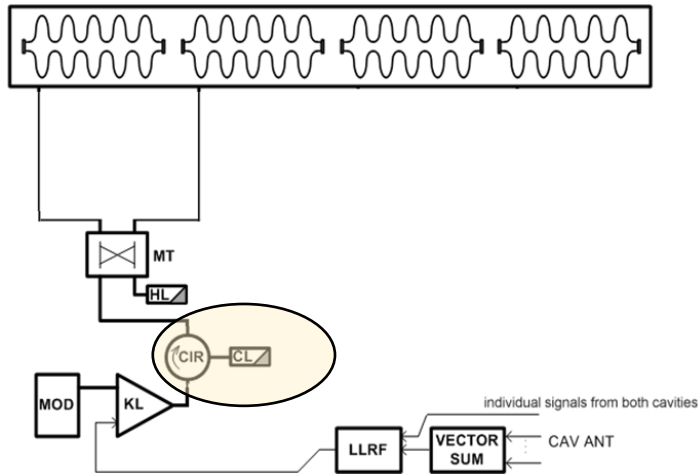 MT
HL
CIR
CL
MOD
KL
individual signals from both cavities
LLRF
VECTOR
SUM
CAV ANT